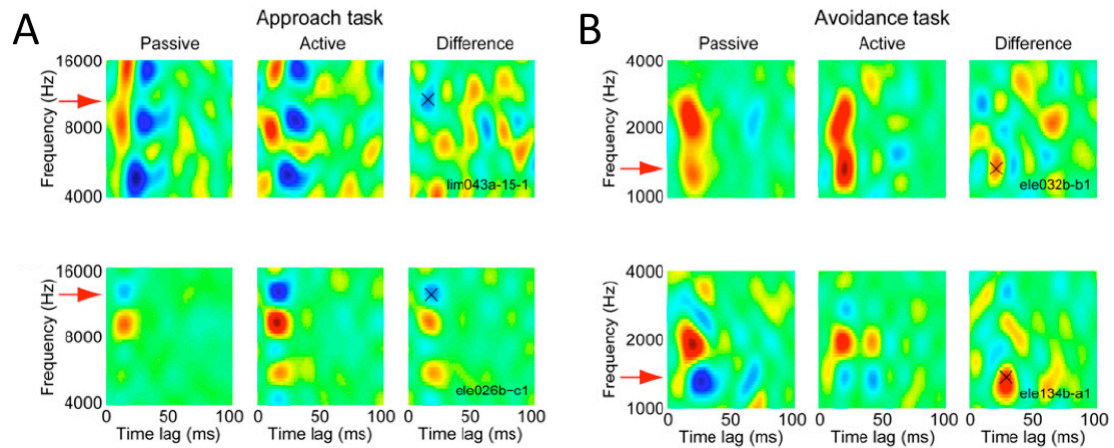 A
Approach task
Passive Active Difference
Frequency (Hz)
16000
8000
4000
lim043a-15-1
Frequency (Hz)
16000
8000
4000
ele026b-c1
0 50 100 0 50 100 0 50 100
Time lag (ms) Time lag (ms) Time lag (ms)
B
Avoidance task
Passive Active Difference
Frequency (Hz)
4000
2000
1000
ele032b-b1
Frequency (Hz)
4000
2000
1000
ele134b-a1
0 50 100 0 50 100 0 50 100
Time lag (ms) Time lag (ms) Time lag (ms)